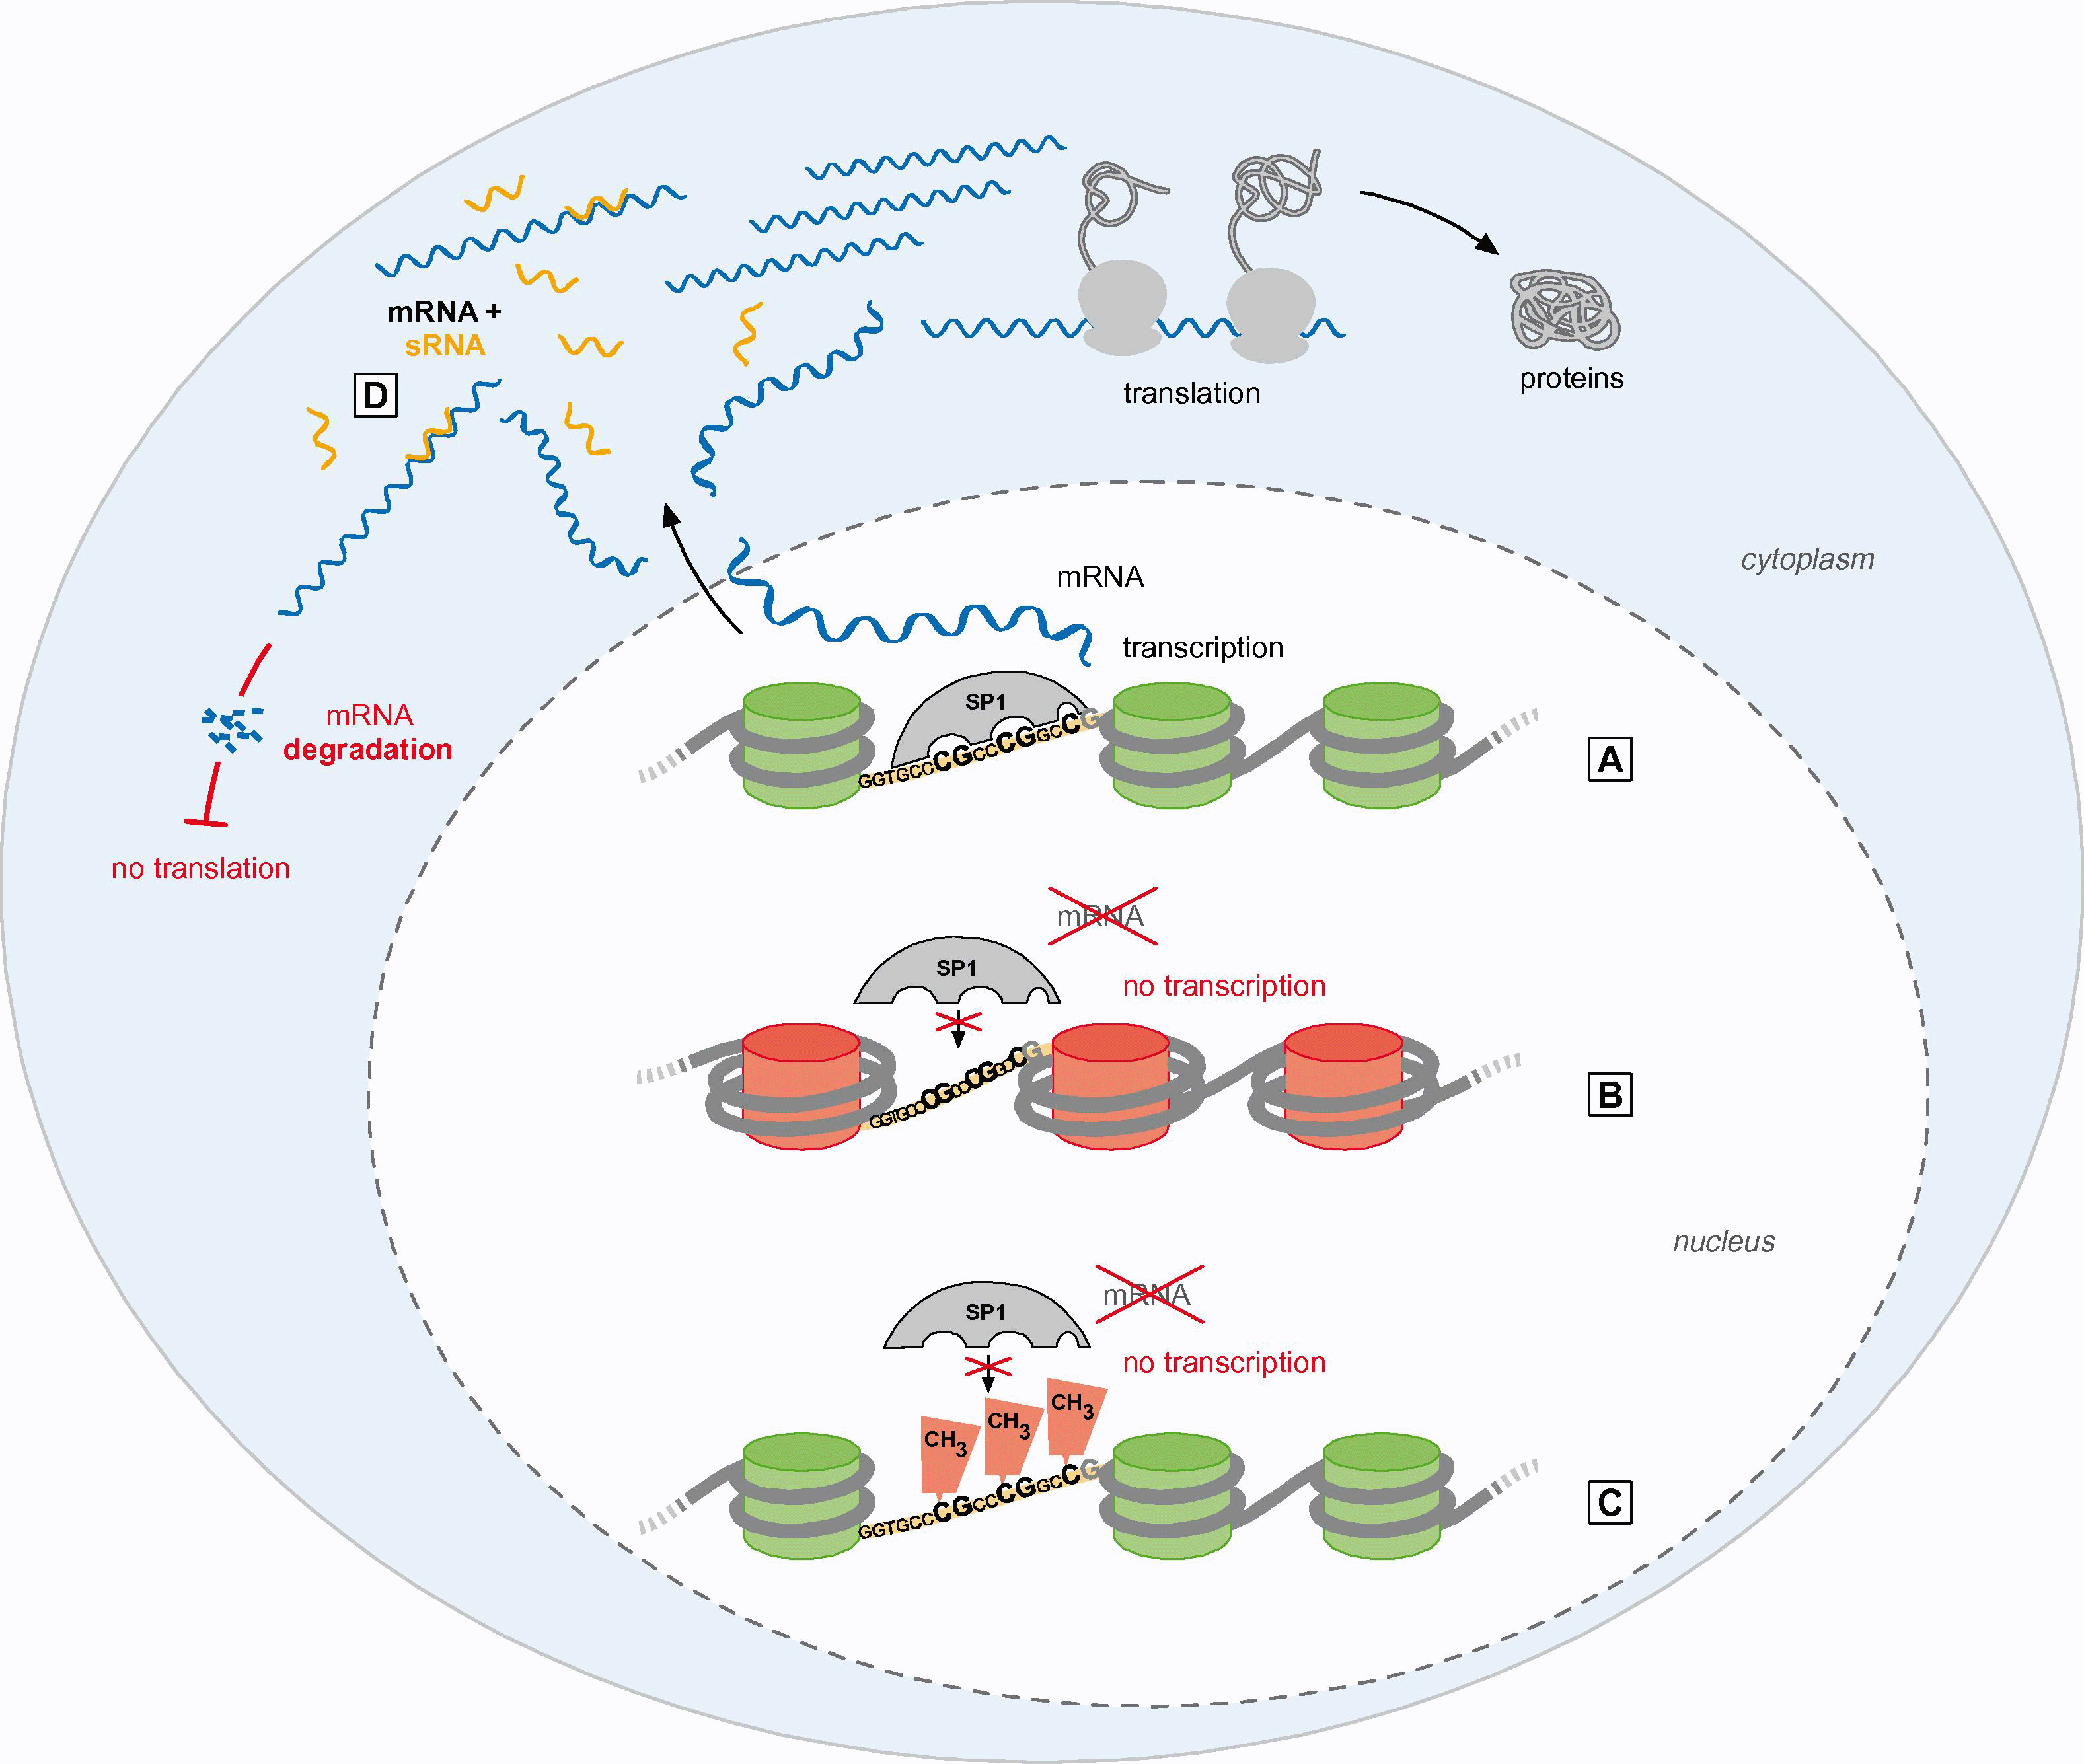 mRNA +
sRNA
D
translation
proteins
cytoplasm
mRNA
transcription
SP1
GGTGCCCGCCCGGCCG
A
mRNA
degradation
no translation
mRNA
SP1
no transcription
GGTGCCCGCCCGCCCG
B
nucleus
mRNA
SP1
no transcription
CH3
CH3
CH3
GGTGCCCGCCCGGCCG
C